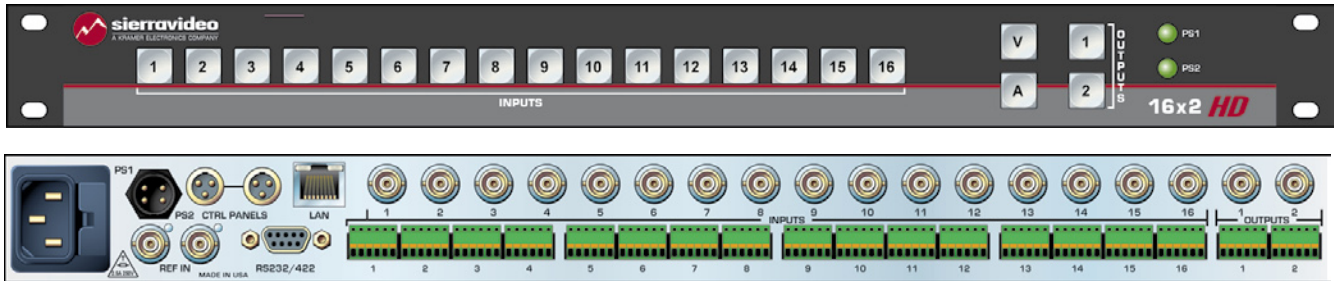 sierravideo
A KRAMER ELECTRONICS COMPANY
1 2 3 4 5 6 7 8 9 10 11 12 13 14 15 16
INPUTS
V 1
A 2
OUTPUTS
PS1
PS2
16x2 HD
PS1
PS2 CTRL PANELS LAN
1 2 3 4 5 6 7 8 9 10 11 12 13 14 15 16 1 2
INPUTS OUTPUTS
REF IN
MADE IN USA
RS232/422
1 2 3 4 5 6 7 8 9 10 11 12 13 14 15 16 1 2